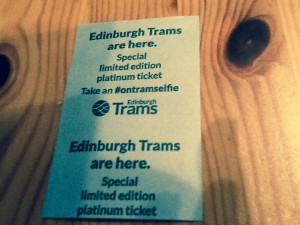 Edinburgh Trams
are here.
Special
limited edition
platinum ticket
Take an #ontramselfie
Edinburgh
Trams
Edinburgh Trams
are here.
Special
limited edition
platinum ticket